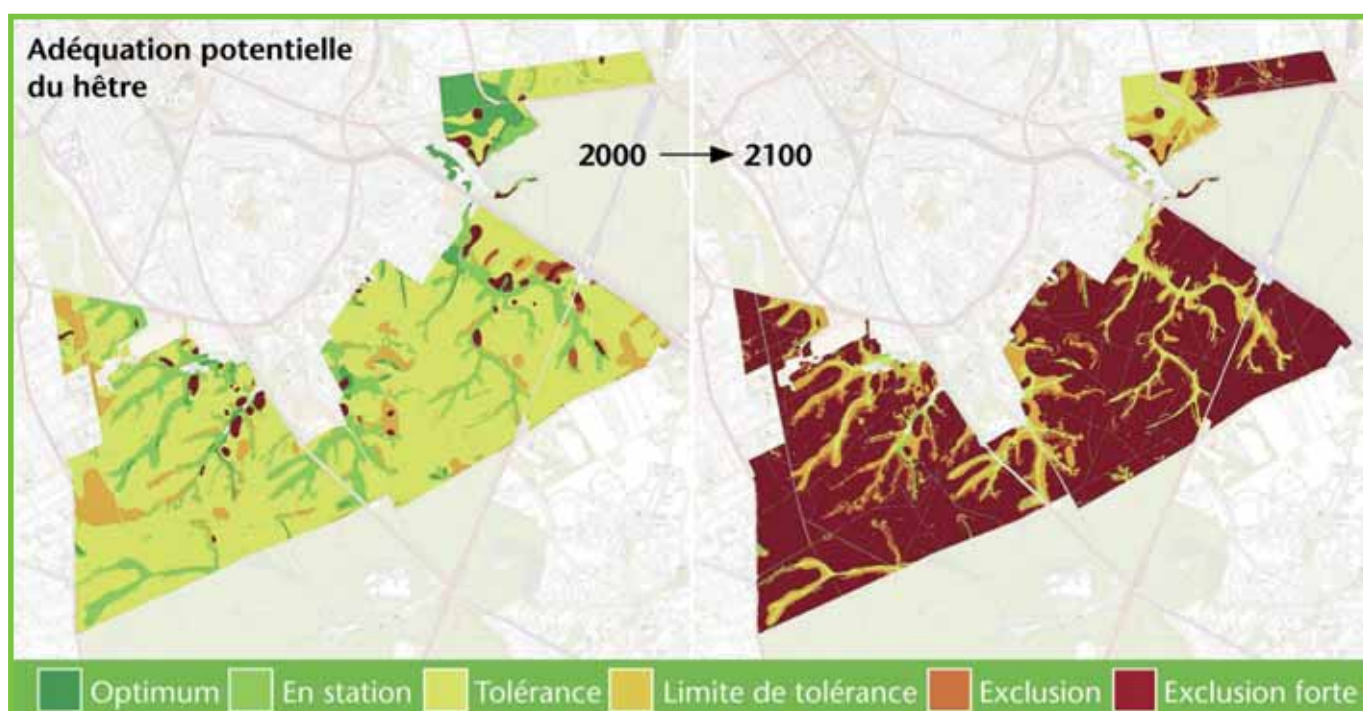 Adéquation potentielle
du hêtre
2000 → 2100
Optimum En station Tolérance Limite de tolérance Exclusion Exclusion forte